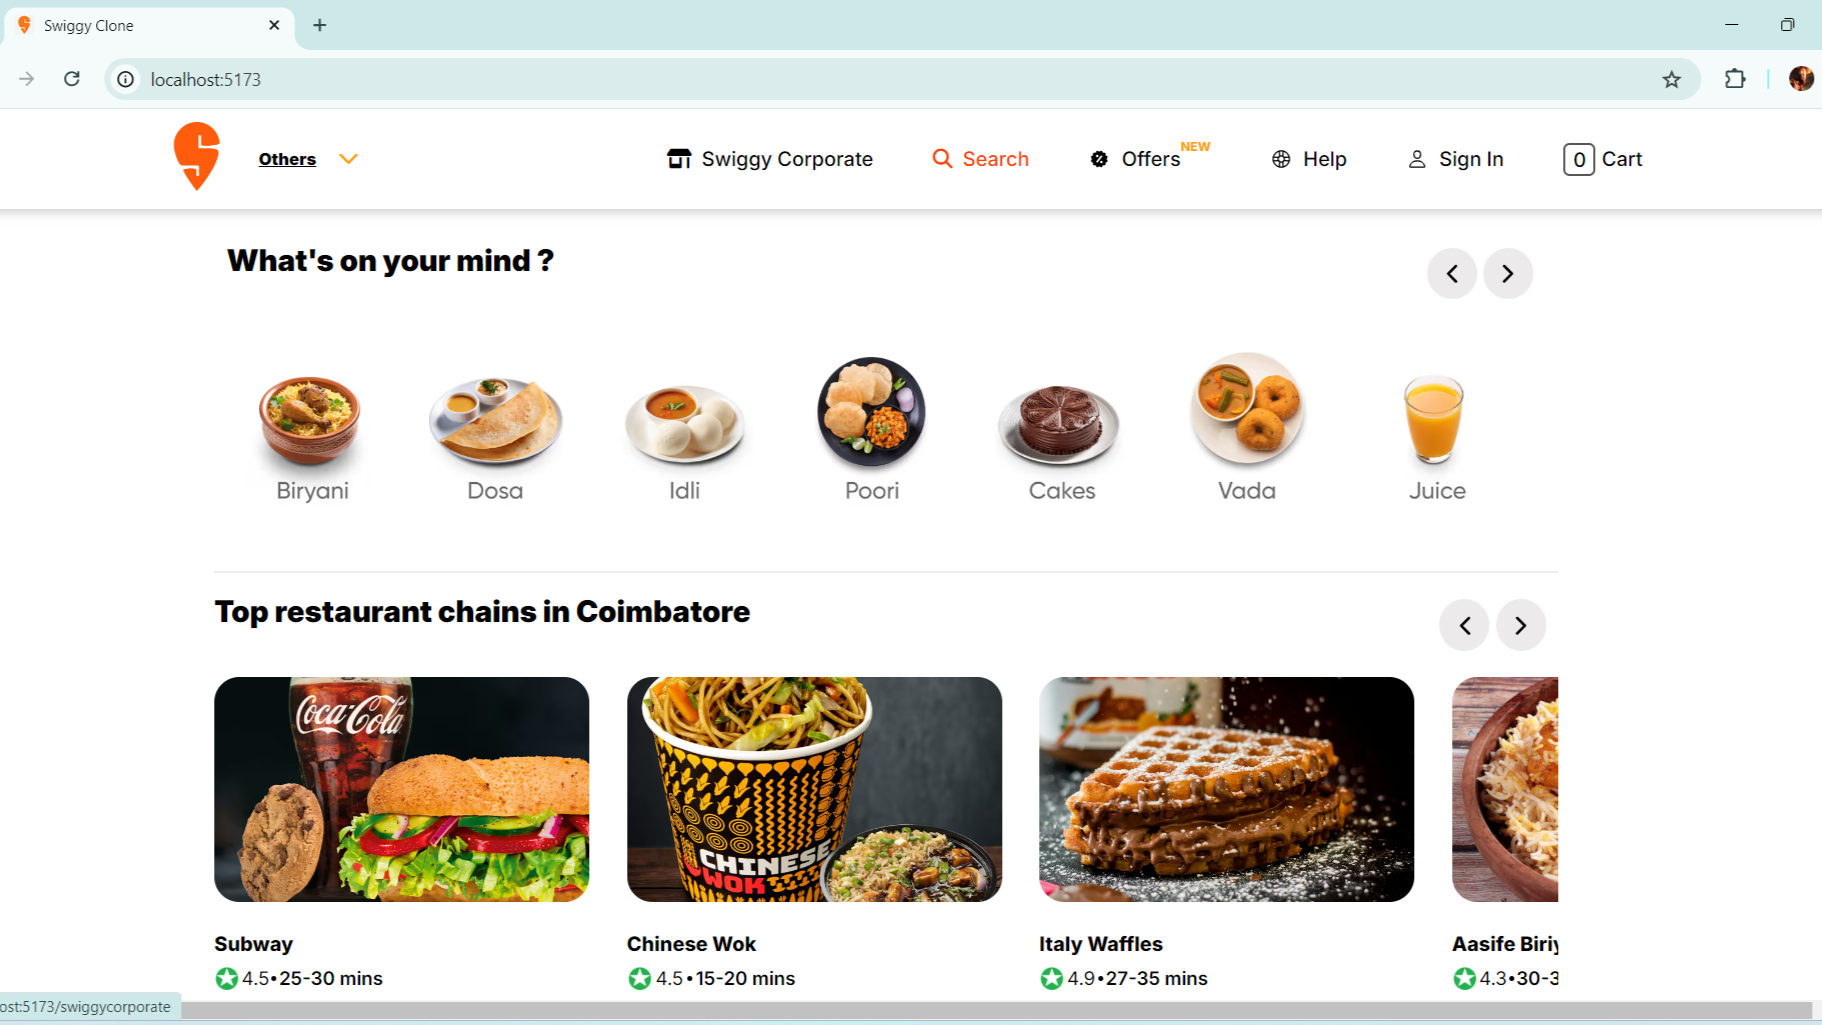 Swiggy Clone
localhost:5173
Others
Swiggy Corporate
Search
Offers NEW
Help
Sign In
0 Cart
What's on your mind ?
Biryani
Dosa
Idli
Poori
Cakes
Vada
Juice
Top restaurant chains in Coimbatore
Coca-Cola
CHINESE
WOK
Subway
4.5•25-30 mins
Chinese Wok
4.5•15-20 mins
Italy Waffles
4.9•27-35 mins
Aasife Biriy
4.3•30-3
ost:5173/swiggycorporate